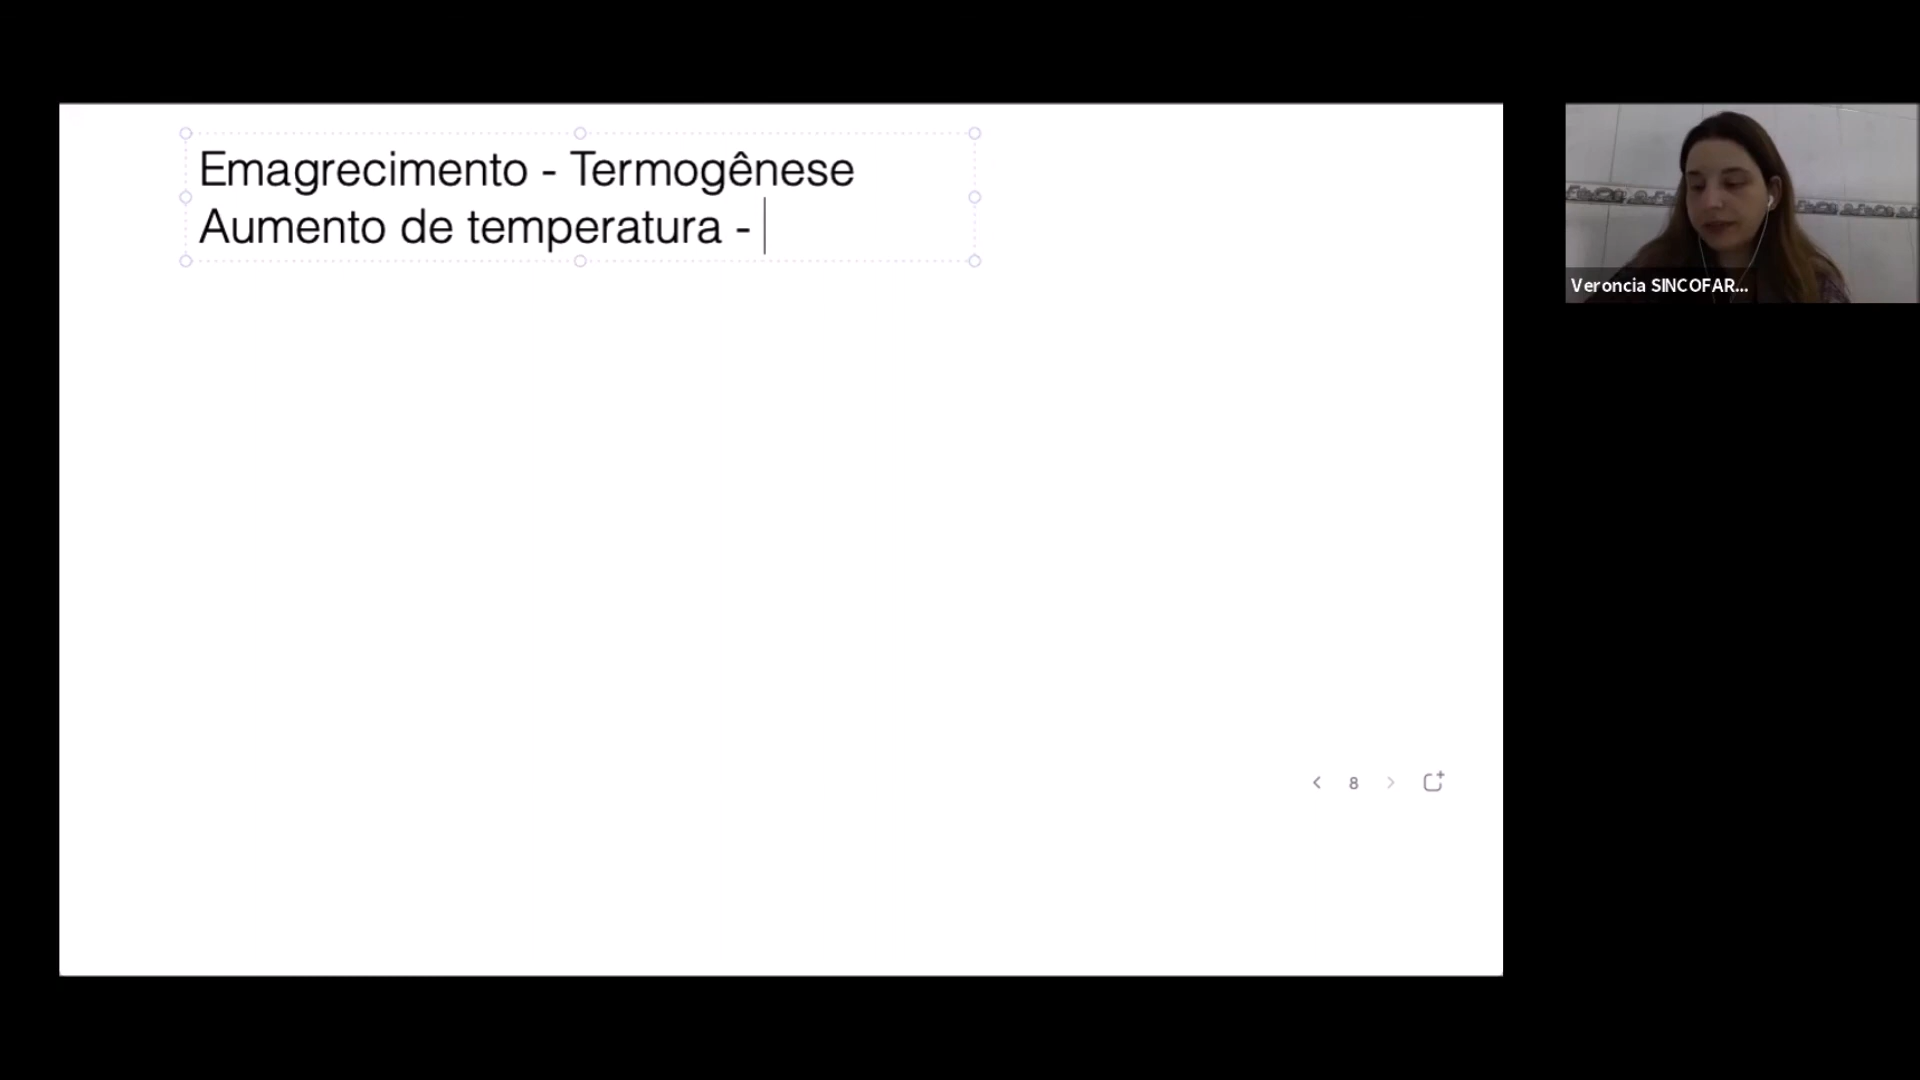 Emagrecimento - Termogênese
Aumento de temperatura -
Veroncia SINCOFAR...
8